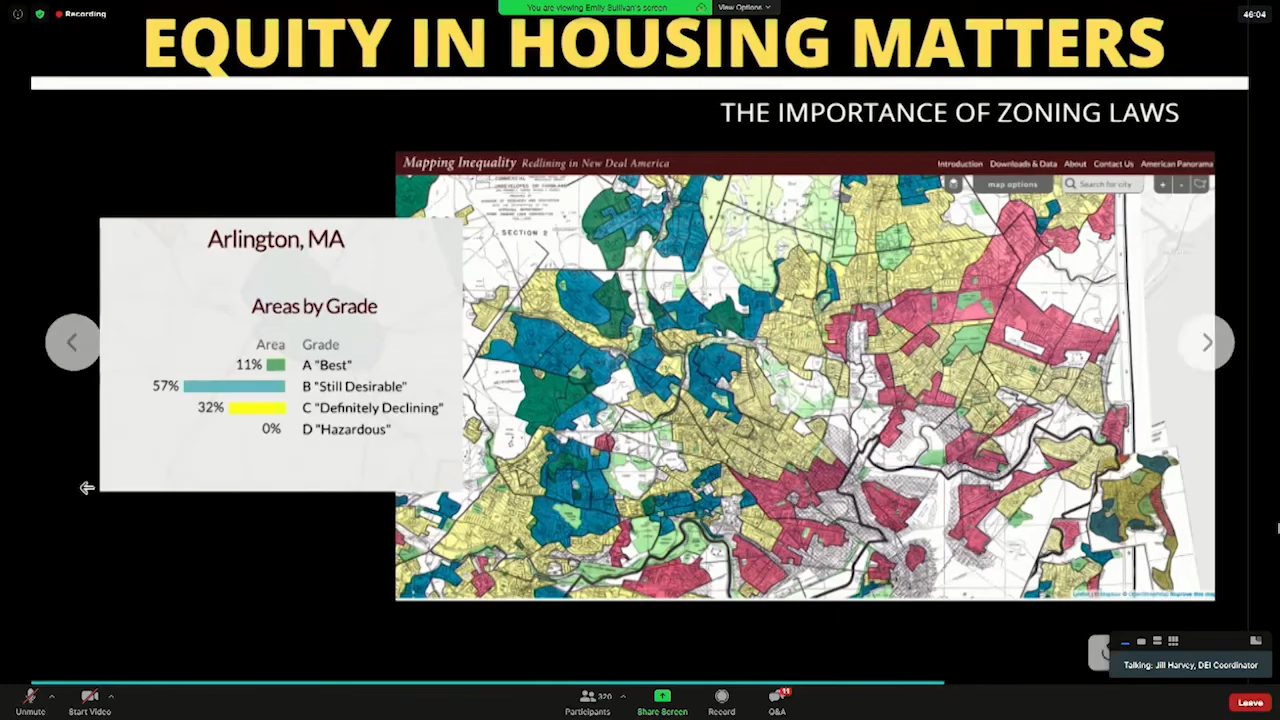 Recording
You are viewing Emily Sullivan's screen
View Options
46:04
EQUITY IN HOUSING MATTERS
THE IMPORTANCE OF ZONING LAWS
Mapping Inequality Redlining in New Deal America
Introduction Downloads & Data About Contact Us American Panorama
map options
Search for city
SECTION 2
Arlington, MA
Areas by Grade
Area Grade
11% A "Best"
57% B "Still Desirable"
32% C "Definitely Declining"
0% D "Hazardous"
Talking: Jill Harvey, DEI Coordinator
Unmute
Start Video
320
Participants
Share Screen
Record
11
Q&A
Leave